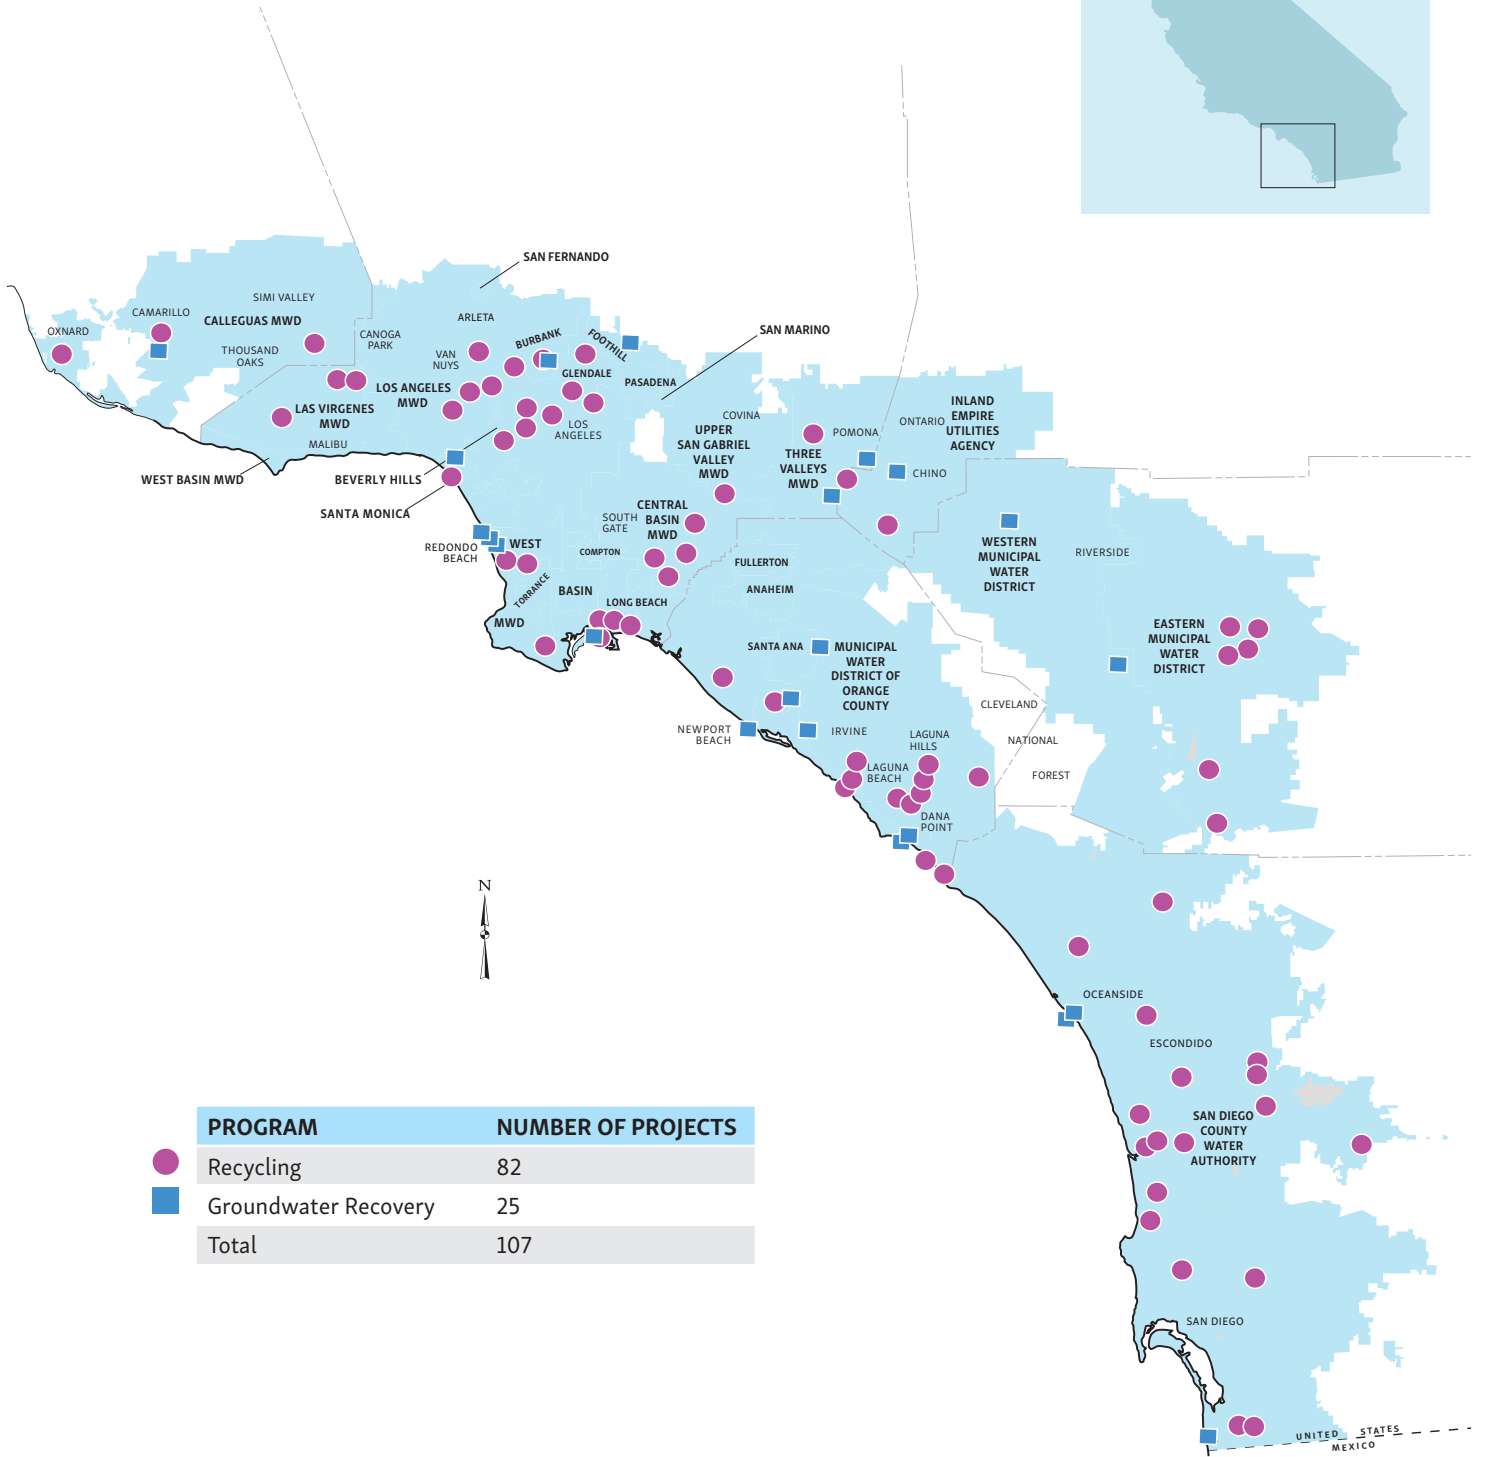 SAN FERNANDO
SIMI VALLEY
CAMARILLO
CALLEGUAS MWD
ARLETA
OXNARD
CANOGA
PARK
SAN MARINO
BURBANK
FOOTHILL
THOUSAND
OAKS
VAN
NUYS
GLENDALE
PASADENA
LOS ANGELES
MWD
LAS VIRGENES
MWD
LOS
ANGELES
MALIBU
COVINA
UPPER
SAN GABRIEL
VALLEY
MWD
POMONA
ONTARIO
INLAND
EMPIRE
UTILITIES
AGENCY
THREE
VALLEYS
MWD
CHINO
WEST BASIN MWD
BEVERLY HILLS
SANTA MONICA
SOUTH
GATE
CENTRAL
BASIN
MWD
REDONDO
BEACH
WEST
COMPTON
TORRANCE
BASIN
LONG BEACH
MWD
FULLERTON
ANAHEIM
WESTERN
MUNICIPAL
WATER
DISTRICT
RIVERSIDE
EASTERN
MUNICIPAL
WATER
DISTRICT
SANTA ANA
MUNICIPAL
WATER
DISTRICT OF
ORANGE
COUNTY
CLEVELAND
NATIONAL
FOREST
NEWPORT
BEACH
IRVINE
LAGUNA
HILLS
LAGUNA
BEACH
DANA
POINT
N
OCEANSIDE
ESCONDIDO
SAN DIEGO
COUNTY
WATER
AUTHORITY
PROGRAM NUMBER OF PROJECTS
Recycling 82
Groundwater Recovery 25
Total 107
SAN DIEGO
UNITED STATES
MEXICO